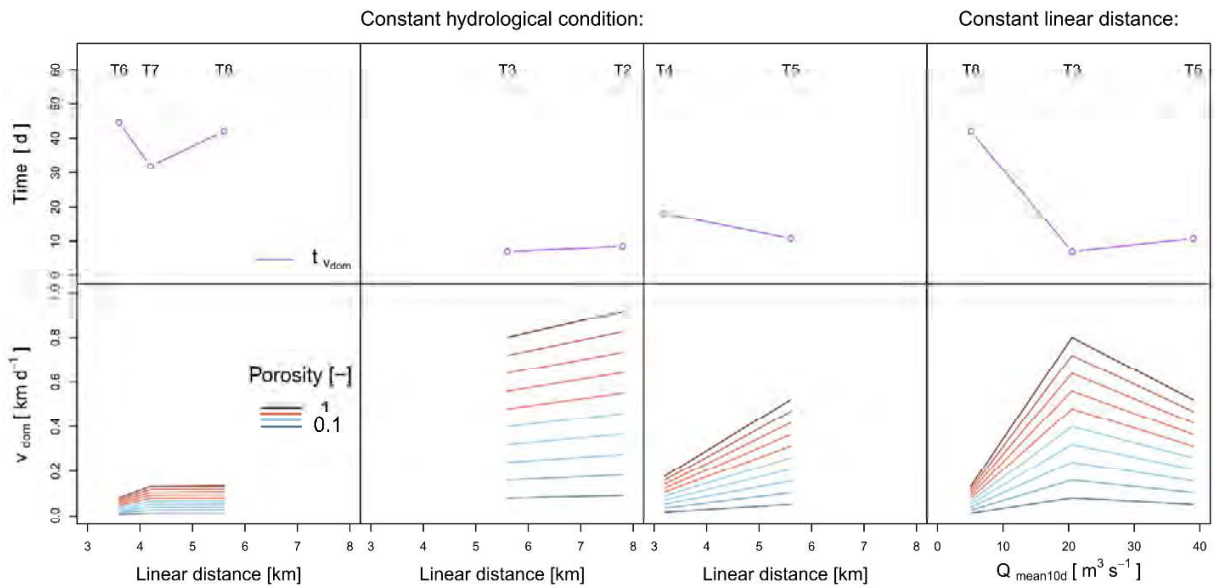 Constant hydrological condition:
Constant linear distance:
T6 T7 T8
T3 T2
T4 T5
T8 T3 T5
60
50
40
30
20
10
0
Time [ d ]
t v_dom
1.0
0.8
0.6
0.4
0.2
0.0
v dom [ km d⁻¹ ]
Porosity [−]
1
0.1
3 4 5 6 7 8
3 4 5 6 7 8
3 4 5 6 7 8
0 10 20 30 40
Linear distance [km]
Linear distance [km]
Linear distance [km]
Q mean10d [ m³ s⁻¹ ]